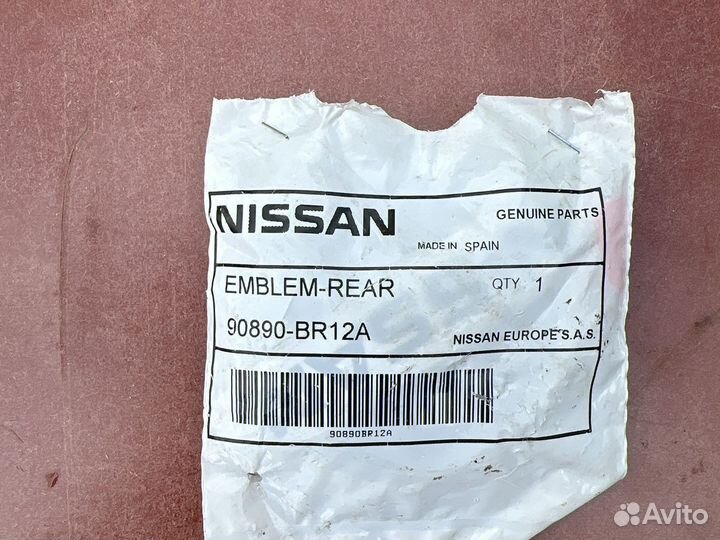 NISSAN
GENUINE PARTS
MADE IN SPAIN
EMBLEM-REAR
QTY 1
90890-BR12A
NISSAN EUROPE S.A.S.
90890BR12A
Avito